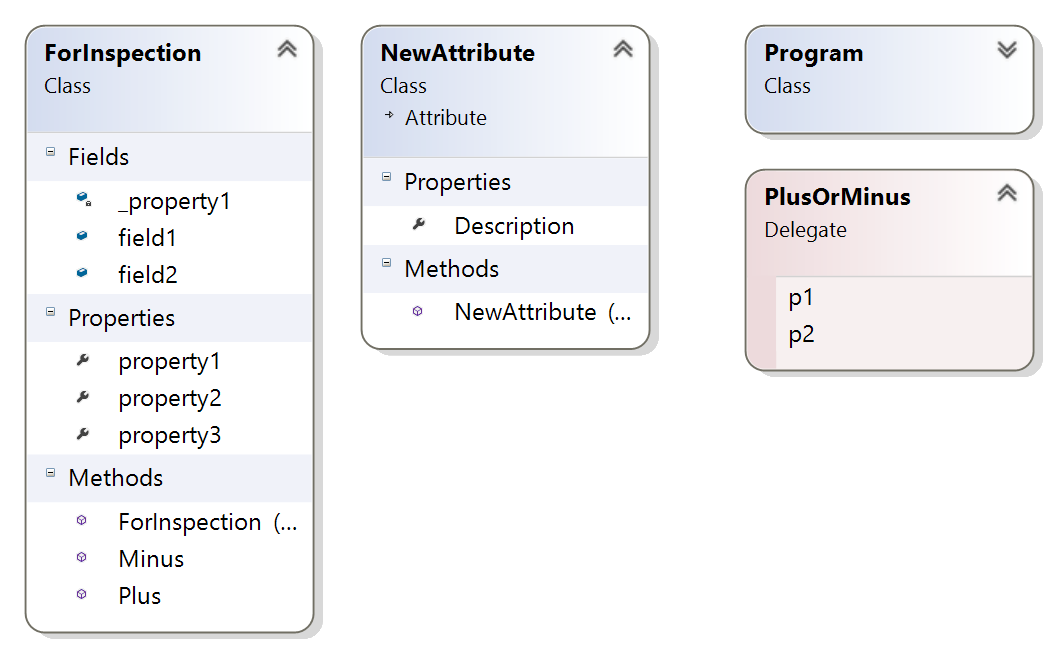 ForInspection
Class
Fields
_property1
field1
field2
Properties
property1
property2
property3
Methods
ForInspection (...
Minus
Plus
NewAttribute
Class
Attribute
Properties
Description
Methods
NewAttribute (...
Program
Class
PlusOrMinus
Delegate
p1
p2